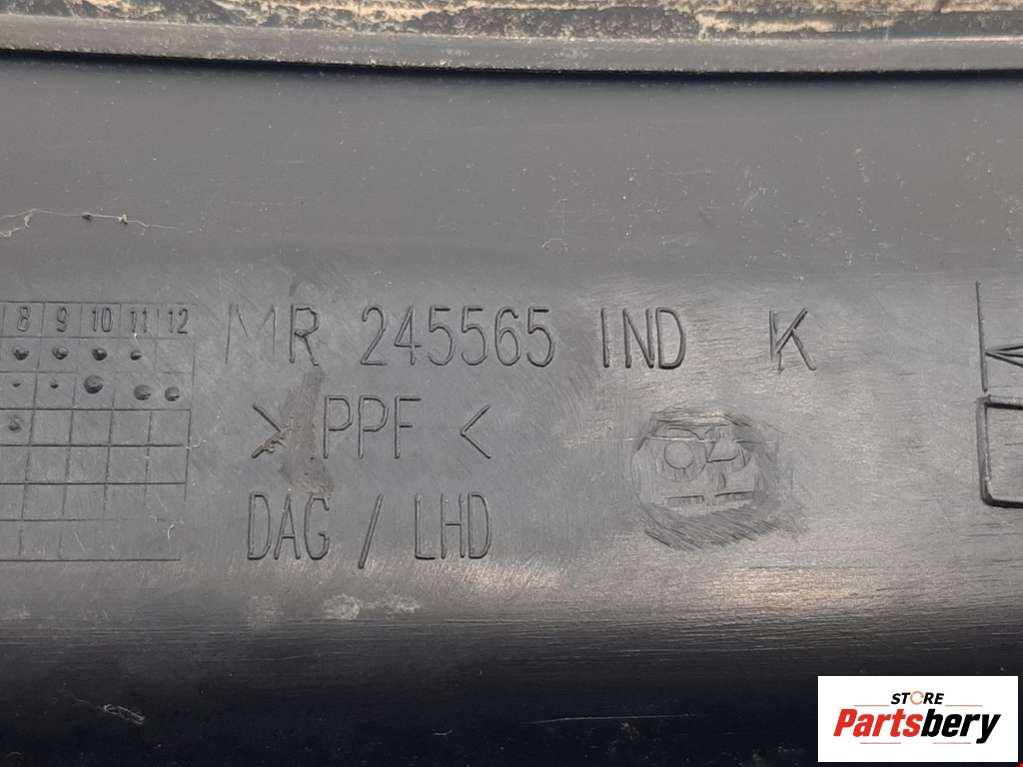 8 9 10 11 12
MR 245565 IND K
> PPF <
DAG / LHD
STORE
Partsbery